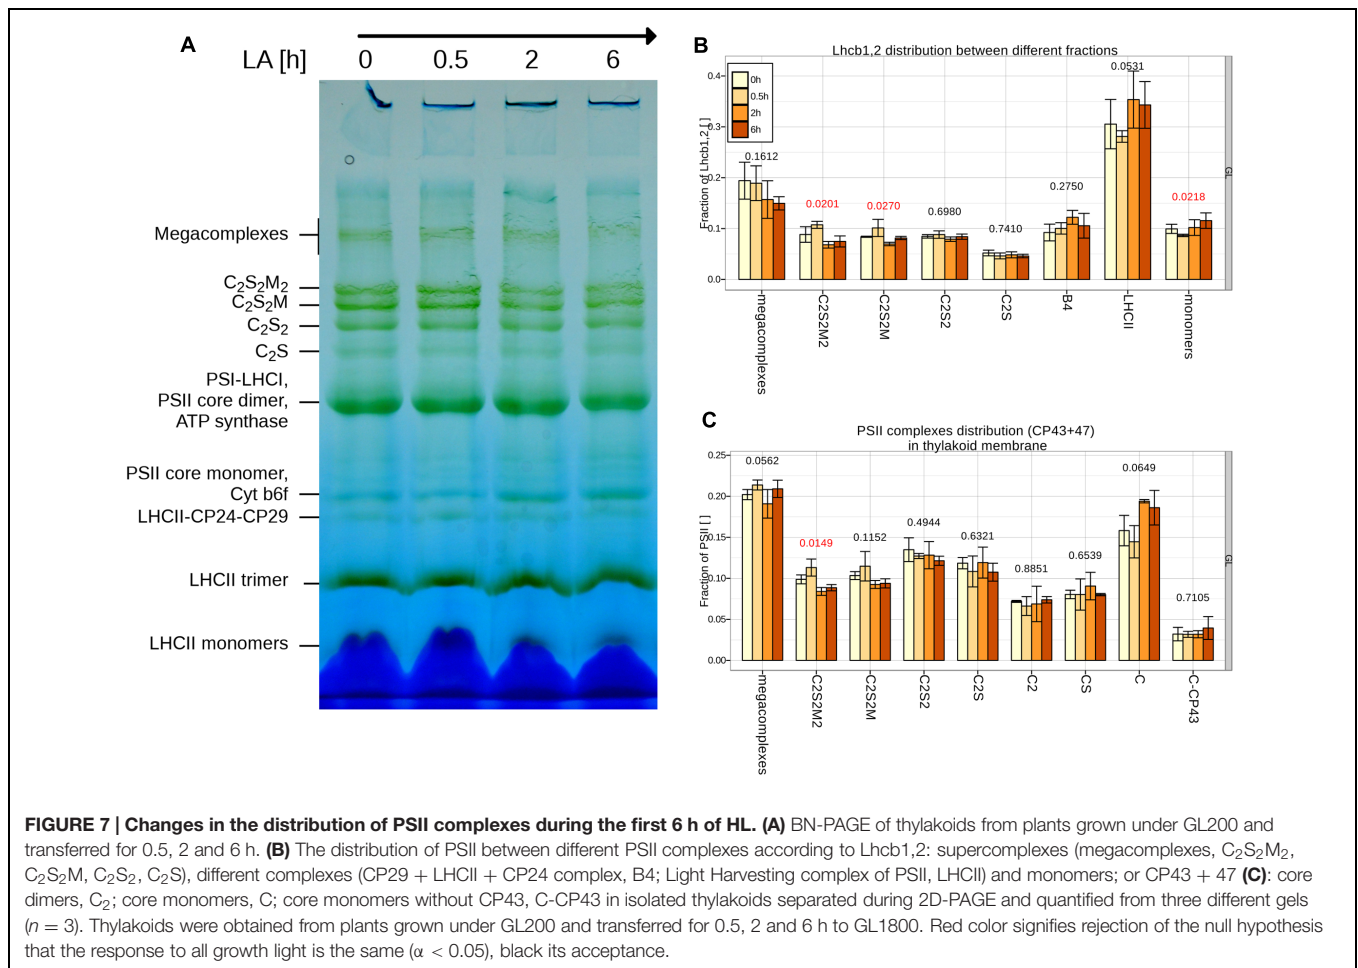 A
LA [h]
0 0.5 2 6
Megacomplexes
C₂S₂M₂
C₂S₂M
C₂S₂
C₂S
PSI-LHCI,
PSII core dimer,
ATP synthase
PSII core monomer,
Cyt b6f
LHCII-CP24-CP29
LHCII trimer
LHCII monomers
B
Lhcb1,2 distribution between different fractions
0h
0.5h
2h
6h
Fraction of Lhcb1,2 [ ]
0.4
0.3
0.2
0.1
0.0
0.1612
0.0201
0.0270
0.6980
0.7410
0.2750
0.0531
0.0218
GL
megacomplexes
C2S2M2
C2S2M
C2S2
C2S
B4
LHCII
monomers
C
PSII complexes distribution (CP43+47)
in thylakoid membrane
Fraction of PSII [ ]
0.25
0.20
0.15
0.10
0.05
0.00
0.0562
0.0149
0.1152
0.4944
0.6321
0.8851
0.6539
0.0649
0.7105
GL
megacomplexes
C2S2M2
C2S2M
C2S2
C2S
C2
CS
C
C-CP43
FIGURE 7 | Changes in the distribution of PSII complexes during the first 6 h of HL. (A) BN-PAGE of thylakoids from plants grown under GL200 and
transferred for 0.5, 2 and 6 h. (B) The distribution of PSII between different PSII complexes according to Lhcb1,2: supercomplexes (megacomplexes, C₂S₂M₂,
C₂S₂M, C₂S₂, C₂S), different complexes (CP29 + LHCII + CP24 complex, B4; Light Harvesting complex of PSII, LHCII) and monomers; or CP43 + 47 (C): core
dimers, C₂; core monomers, C; core monomers without CP43, C-CP43 in isolated thylakoids separated during 2D-PAGE and quantified from three different gels
(n = 3). Thylakoids were obtained from plants grown under GL200 and transferred for 0.5, 2 and 6 h to GL1800. Red color signifies rejection of the null hypothesis
that the response to all growth light is the same (α < 0.05), black its acceptance.